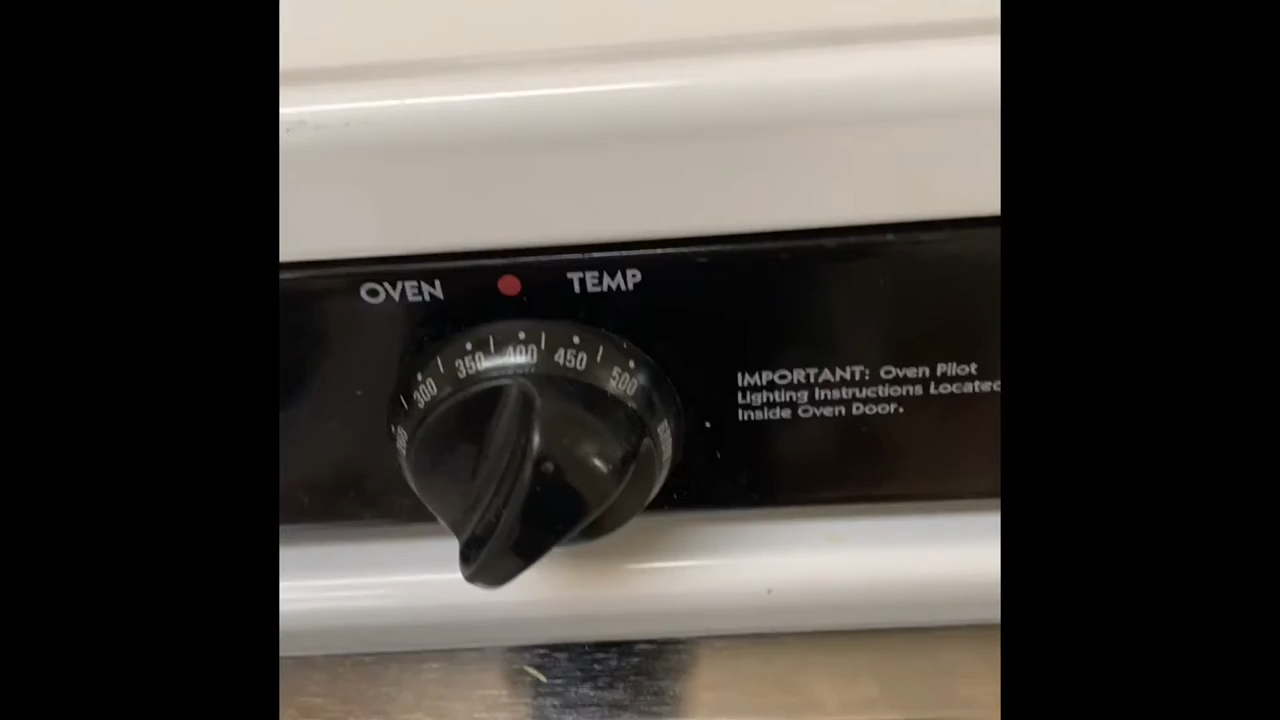 OVEN TEMP
300 350 400 450 500
IMPORTANT: Oven Pilot
Lighting Instructions Located
Inside Oven Door.